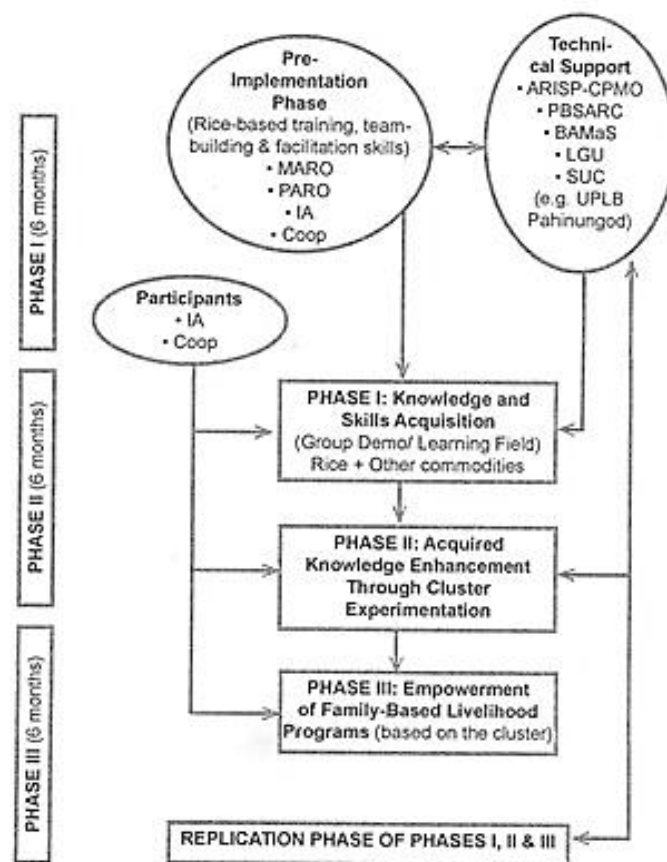 Pre-
Implementation
Phase
(Rice-based training, team-
building & facilitation skills)
• MARO
• PARO
• IA
• Coop
Techni-
cal Support
• ARISP-CPMO
• PBSARC
• BAMaS
• LGU
• SUC
(e.g. UPLB
Pahinungod)
PHASE I (6 months)
Participants
• IA
• Coop
PHASE I: Knowledge and
Skills Acquisition
(Group Demo/ Learning Field)
Rice + Other commodities
PHASE II (6 months)
PHASE II: Acquired
Knowledge Enhancement
Through Cluster
Experimentation
PHASE III (6 months)
PHASE III: Empowerment
of Family-Based Livelihood
Programs (based on the cluster)
REPLICATION PHASE OF PHASES I, II & III